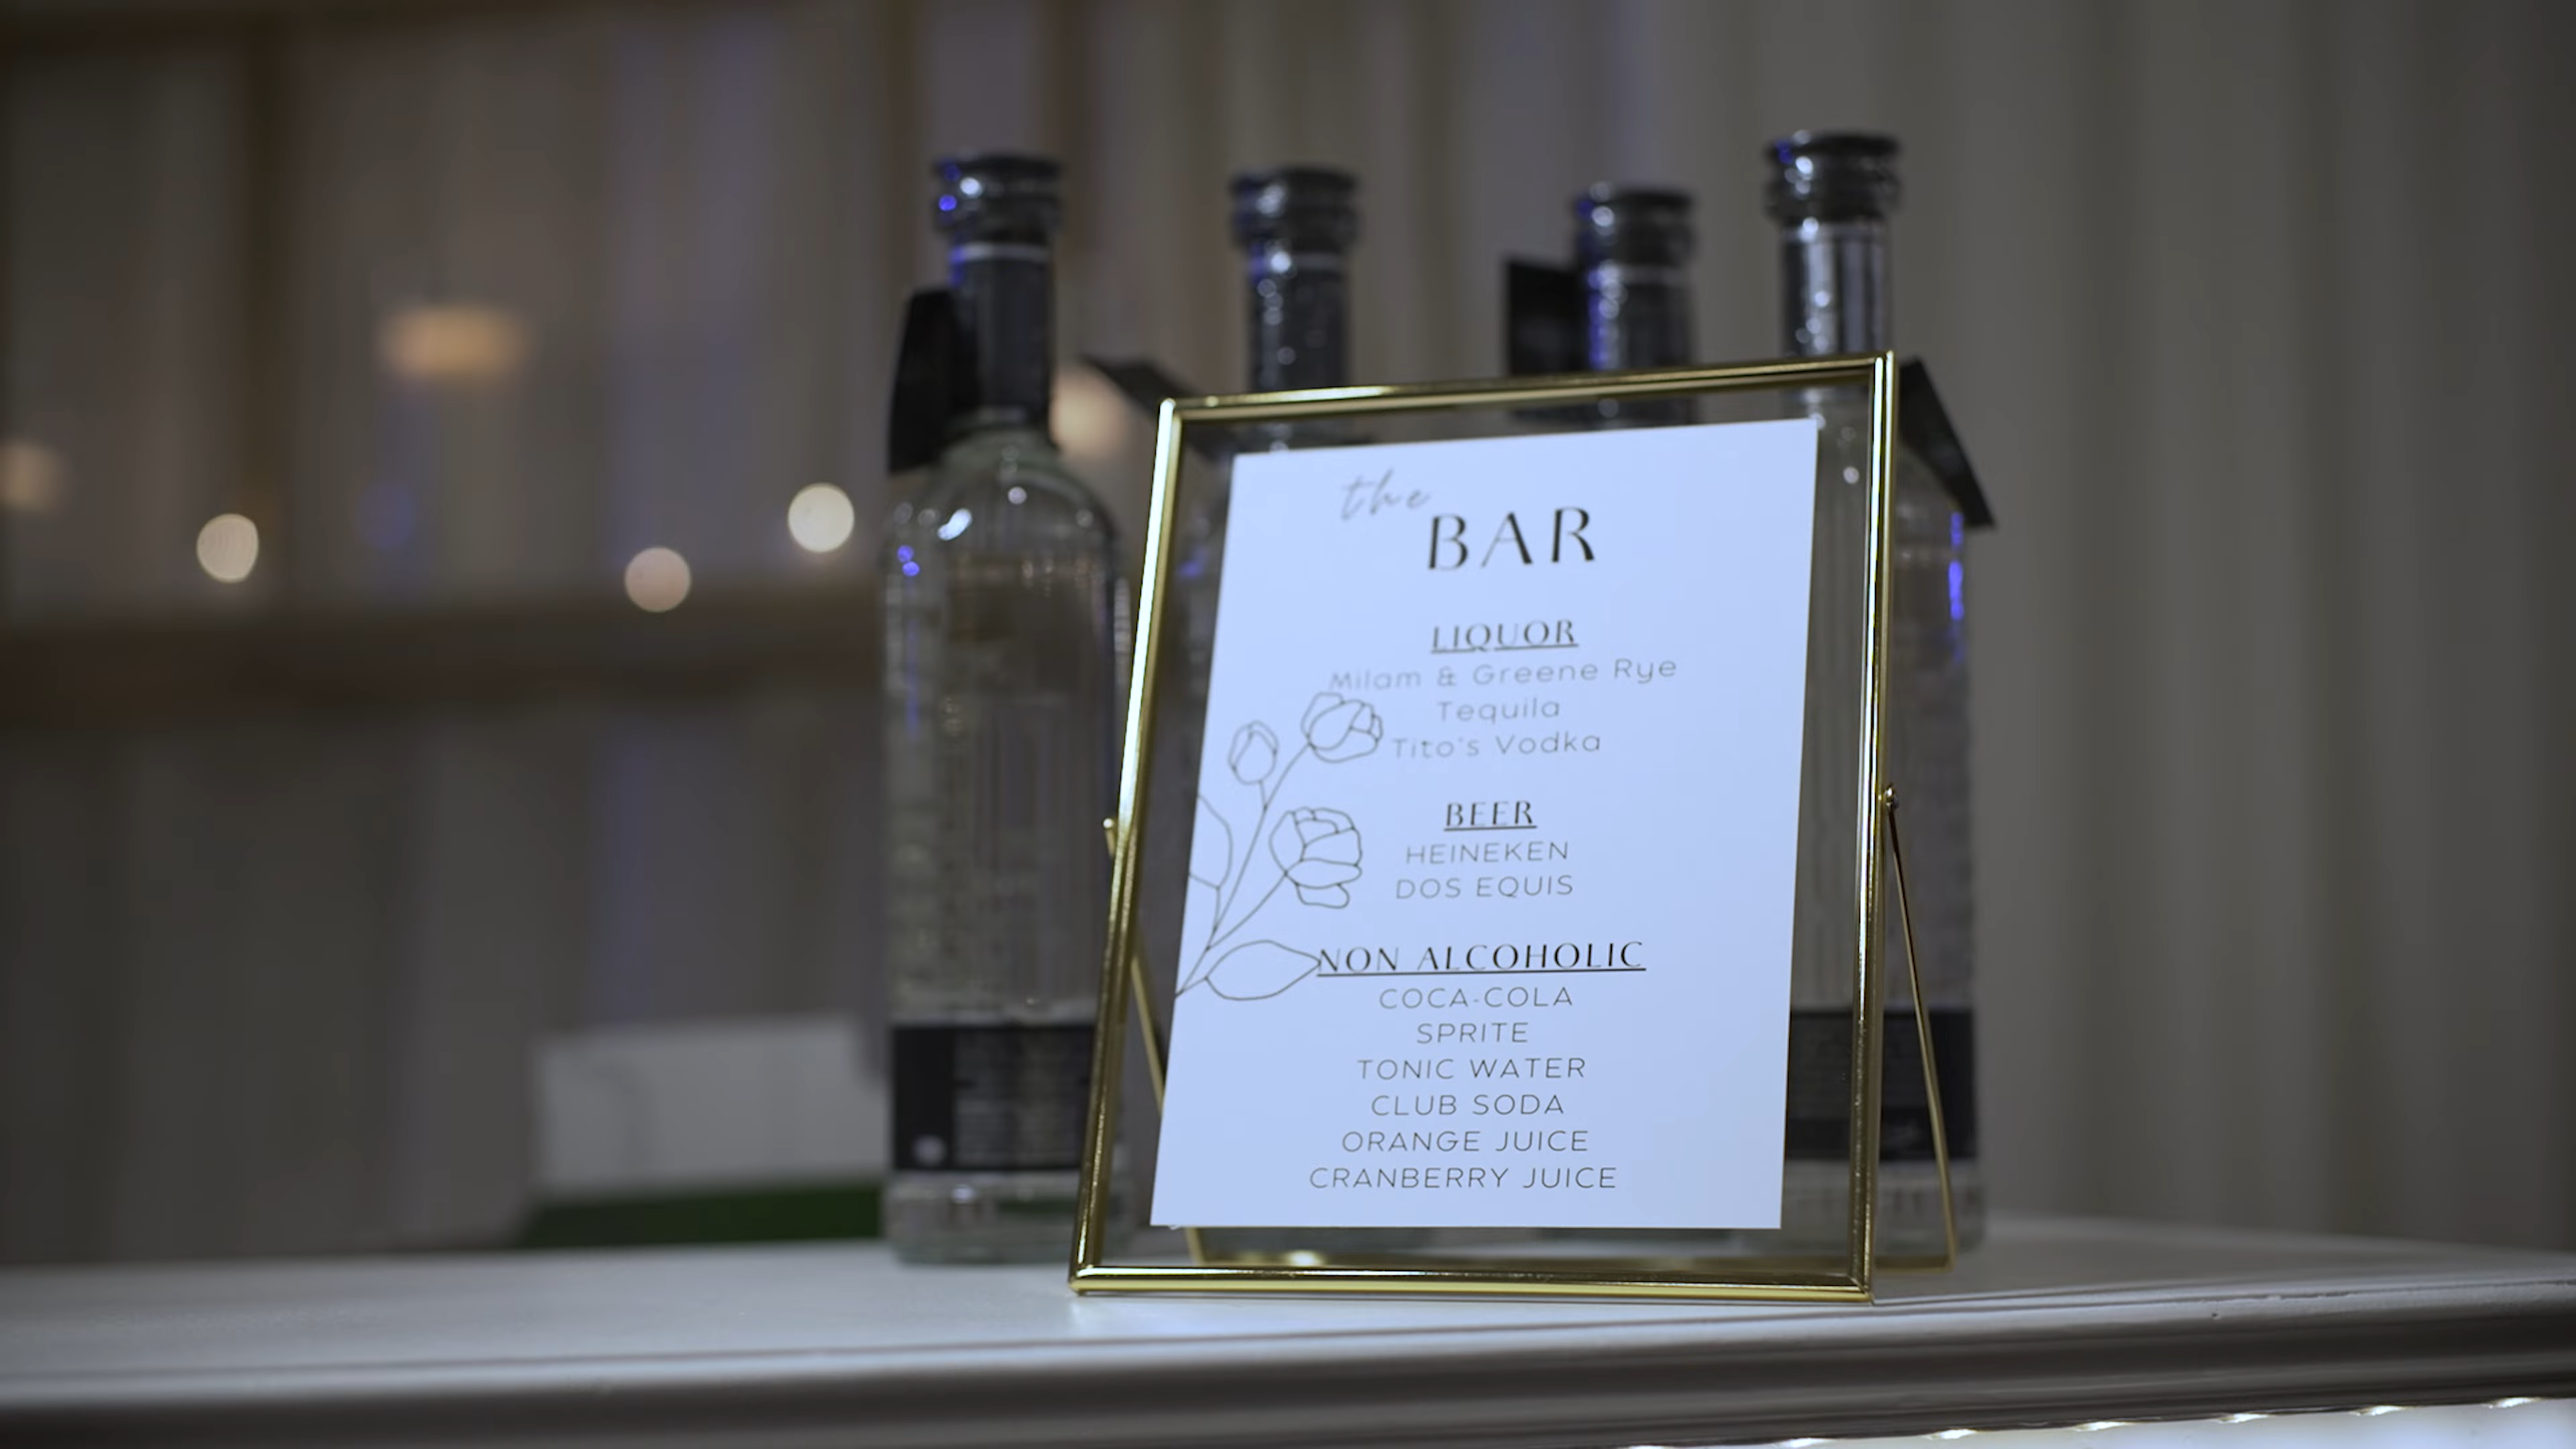 the
BAR
LIQUOR
Milam & Greene Rye
Tequila
Tito's Vodka
BEER
HEINEKEN
DOS EQUIS
NON ALCOHOLIC
COCA-COLA
SPRITE
TONIC WATER
CLUB SODA
ORANGE JUICE
CRANBERRY JUICE